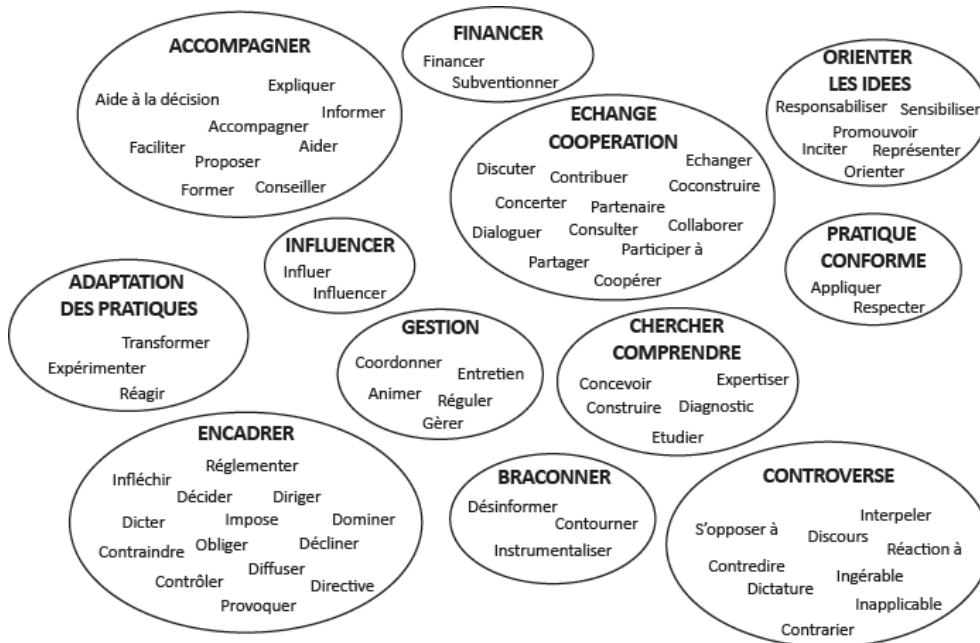 ACCOMPAGNER
Expliquer
Aide à la décision
Informer
Accompagner
Faciliter
Aider
Proposer
Former
Conseiller
FINANCER
Financer
Subventionner
ORIENTER
LES IDEES
Responsabiliser
Sensibiliser
Promouvoir
Inciter
Représenter
Orienter
ECHANGE
COOPERATION
Discuter
Echanger
Contribuer
Coconstruire
Concerter
Partenaire
Dialoguer
Consulter
Collaborer
Participer à
Partager
Coopérer
INFLUENCER
Influer
Influencer
PRATIQUE
CONFORME
Appliquer
Respecter
ADAPTATION
DES PRATIQUES
Transformer
Expérimenter
Réagir
GESTION
Coordonner
Entretien
Animer
Réguler
Gèrer
CHERCHER
COMPRENDRE
Concevoir
Expertiser
Construire
Diagnostic
Etudier
ENCADRER
Infléchir
Réglementer
Décider
Diriger
Dicter
Impose
Dominer
Contraindre
Obliger
Décliner
Contrôler
Diffuser
Directive
Provoquer
BRACONNER
Désinformer
Contourner
Instrumentaliser
CONTROVERSE
Interpeler
S'opposer à
Discours
Réaction à
Contredire
Ingérable
Dictature
Inapplicable
Contrarier